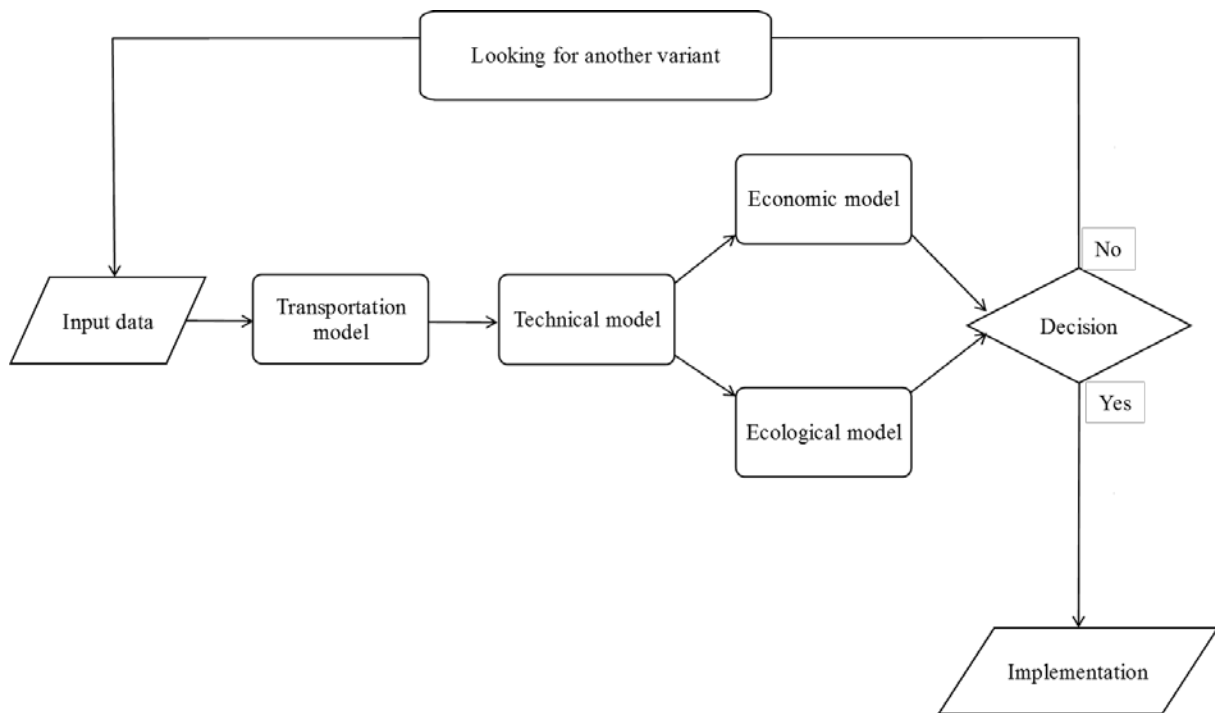 Looking for another variant
Economic model
No
Input data
Transportation
model
Technical model
Decision
Yes
Ecological model
Implementation